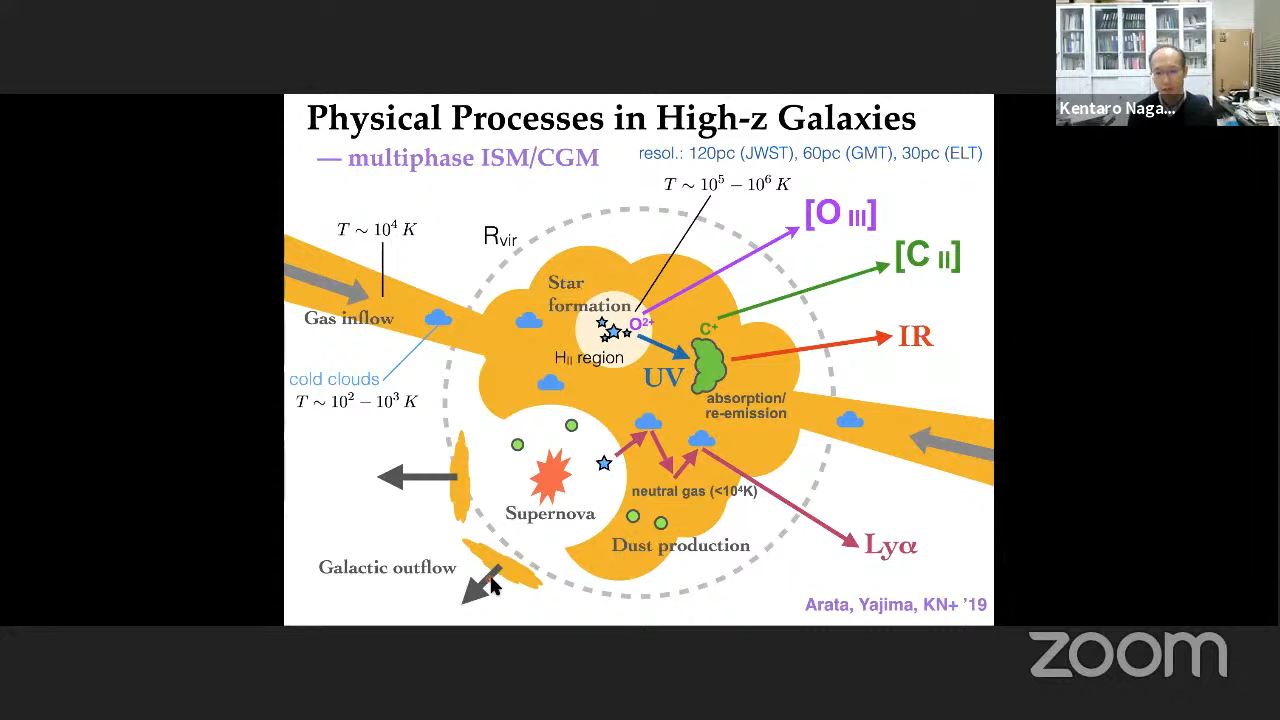 Kentaro Naga...
Physical Processes in High-z Galaxies
— multiphase ISM/CGM
resol.: 120pc (JWST), 60pc (GMT), 30pc (ELT)
T ∼ 10⁵ − 10⁶ K
[O III]
T ∼ 10⁴ K
Rvir
[C II]
Star
formation
Gas inflow
O²⁺
C⁺
IR
HII region
UV
cold clouds
T ∼ 10² − 10³ K
absorption/
re-emission
neutral gas (<10⁴K)
Supernova
Dust production
Lyα
Galactic outflow
Arata, Yajima, KN+ ’19
zoom